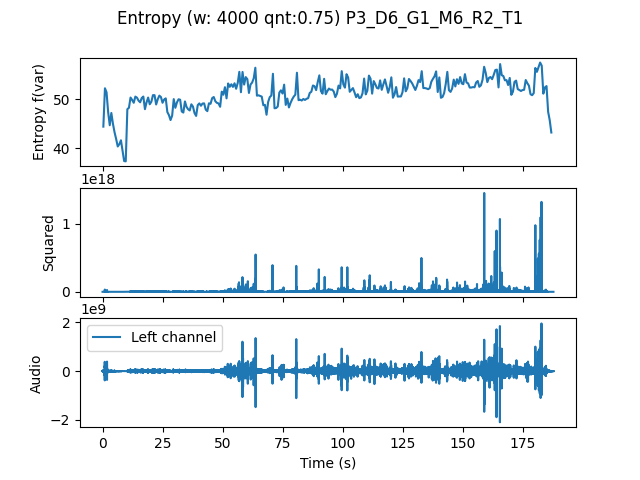 Entropy (w: 4000 qnt:0.75) P3_D6_G1_M6_R2_T1
Entropy f(var)
50
40
1e18
Squared
1
0
1e9
Audio
2
0
−2
Left channel
0 25 50 75 100 125 150 175
Time (s)